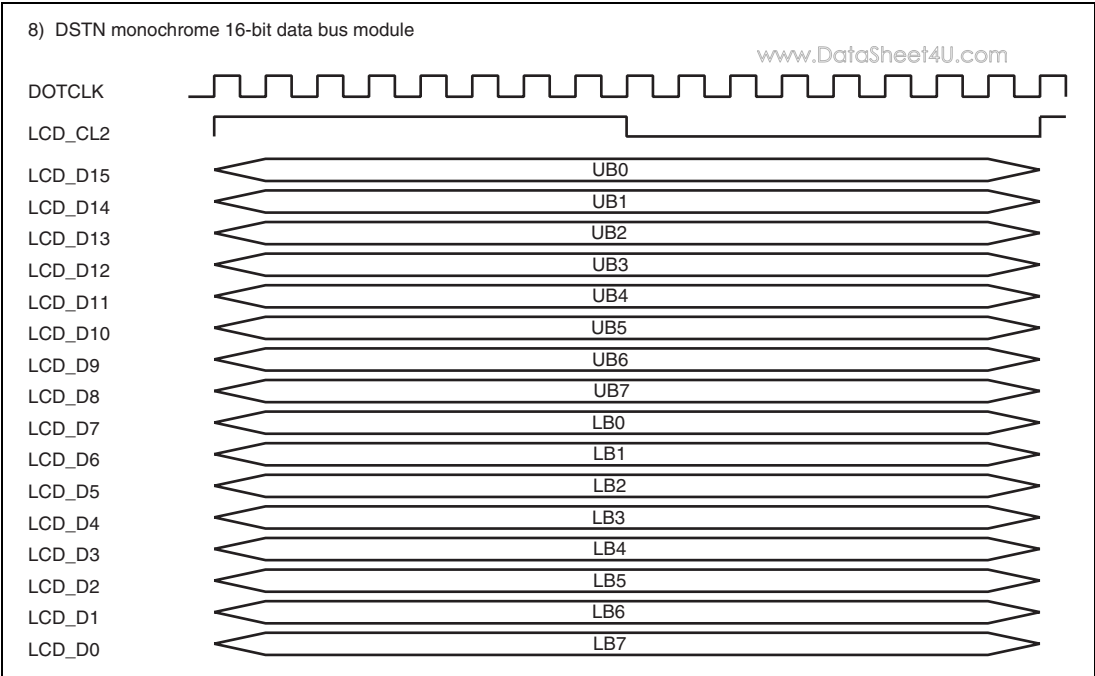 8) DSTN monochrome 16-bit data bus module
www.DataSheet4U.com
DOTCLK
LCD_CL2
LCD_D15 UB0
LCD_D14 UB1
LCD_D13 UB2
LCD_D12 UB3
LCD_D11 UB4
LCD_D10 UB5
LCD_D9 UB6
LCD_D8 UB7
LCD_D7 LB0
LCD_D6 LB1
LCD_D5 LB2
LCD_D4 LB3
LCD_D3 LB4
LCD_D2 LB5
LCD_D1 LB6
LCD_D0 LB7